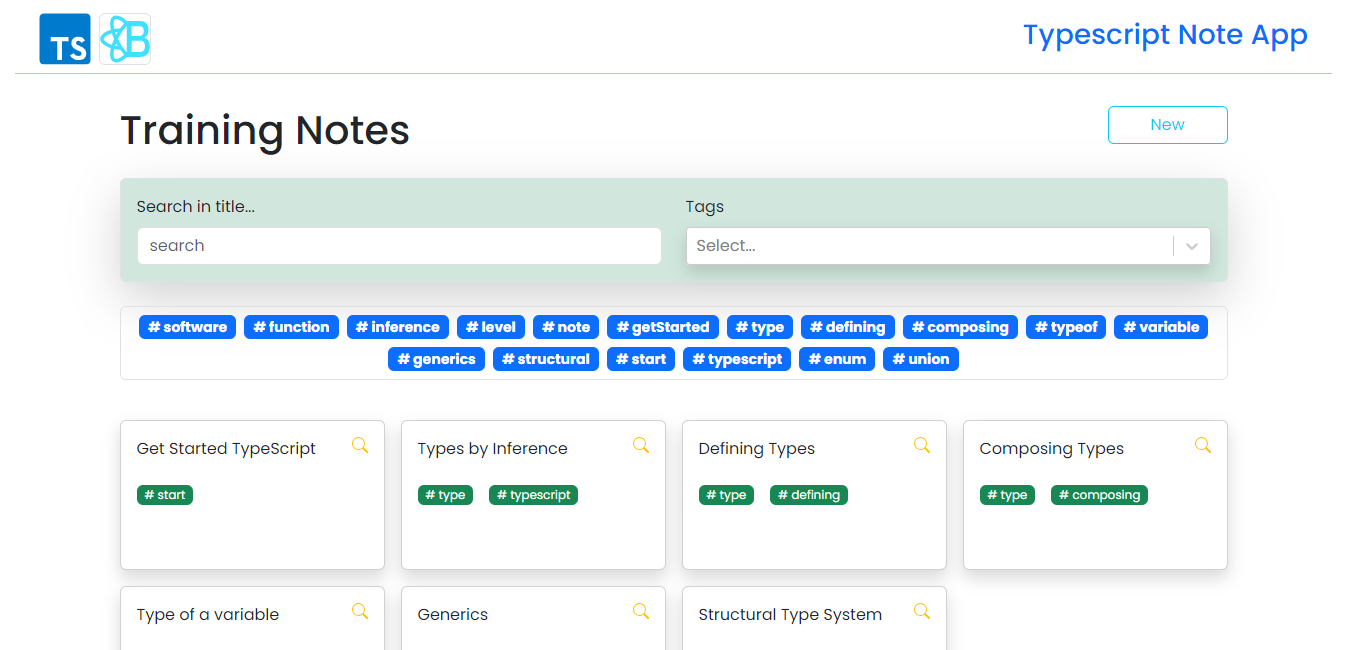 TS B
Typescript Note App
Training Notes
New
Search in title...
Tags
search
Select...
# software # function # inference # level # note # getStarted # type # defining # composing # typeof # variable
# generics # structural # start # typescript # enum # union
Get Started TypeScript
Types by Inference
Defining Types
Composing Types
# start
# type # typescript
# type # defining
# type # composing
Type of a variable
Generics
Structural Type System